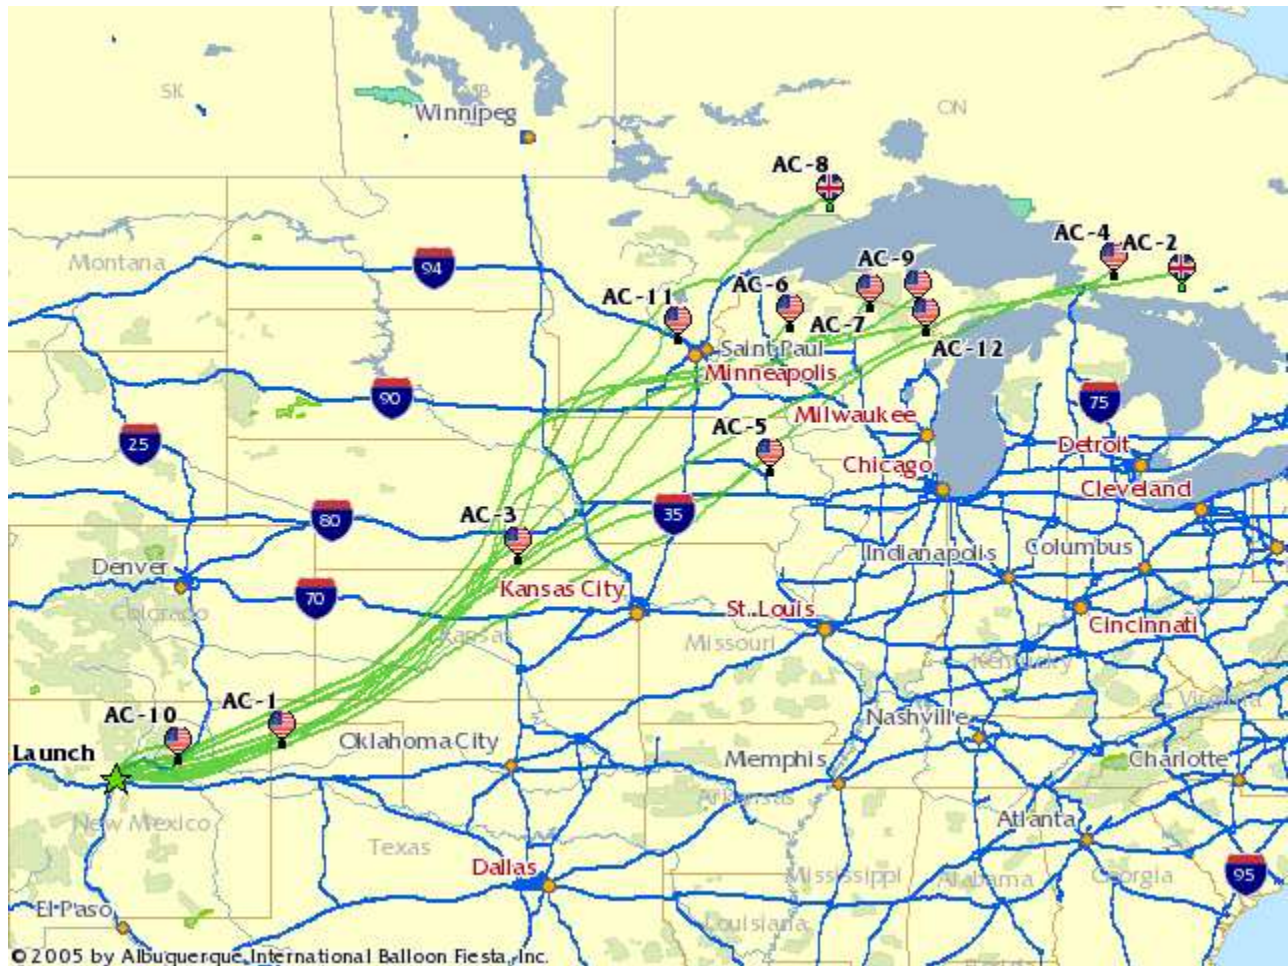 SK
MB
ON
Winnipeg
AC-8
AC-4
AC-2
94
Montana
AC-9
AC-6
AC-11
AC-7
Saint Paul
AC-12
Minneapolis
90
75
AC-5
Milwaukee
25
Detroit
Chicago
Cleveland
80
AC-3
35
Indianapolis
Columbus
Denver
Kansas City
70
St. Louis
Colorado
Kansas
Missouri
Cincinnati
Kentucky
Virginia
AC-1
AC-10
Nashville
Launch
Oklahoma City
Memphis
Charlotte
Arkansas
New Mexico
Atlanta
Texas
Dallas
Mississippi
Alabama
Georgia
95
El Paso
Louisiana
Florida
© 2005 by Albuquerque International Balloon Fiesta, Inc.